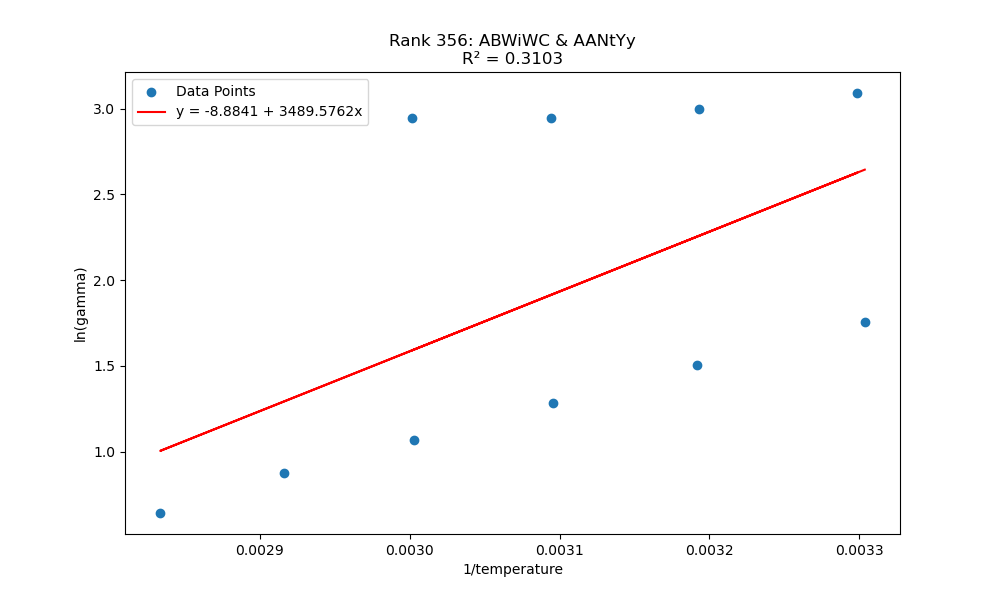 Rank 356: ABWiWC & AANtYy
R² = 0.3103
Data Points
y = -8.8841 + 3489.5762x
ln(gamma)
3.0
2.5
2.0
1.5
1.0
0.0029
0.0030
0.0031
0.0032
0.0033
1/temperature